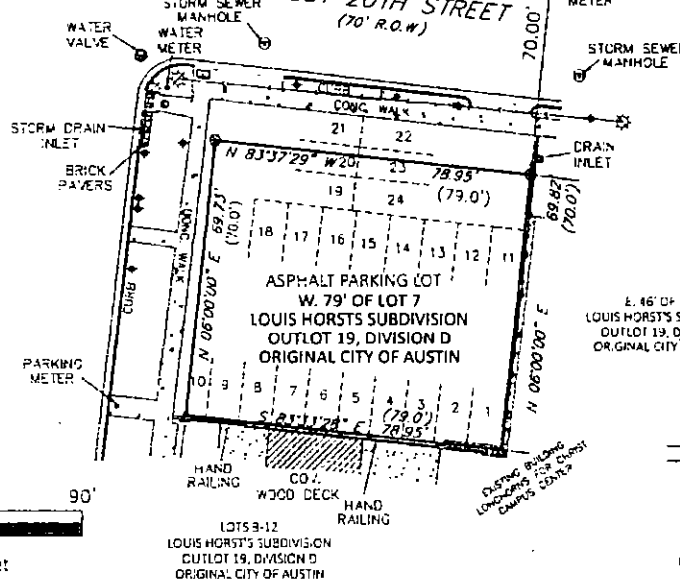 STORM SEWER
MANHOLE
20TH STREET
(70' R.O.W)
70.00'
METER
WATER
VALVE
WATER
METER
STORM SEWER
MANHOLE
CURB
CONC. WALK
STORM DRAIN
INLET
BRICK
PAVERS
DRAIN
INLET
21
22
N 83°37'29" W
20
23
78.95'
(79.0')
19
24
69.73'
(70.0')
69.82
(70.0')
18
17
16
15
14
13
12
11
CONC. WALK
CURB
N 06°00'00" E
N 06°00'00" E
ASPHALT PARKING LOT
W. 79' OF LOT 7
LOUIS HORSTS SUBDIVISION
OUTLOT 19, DIVISION D
ORIGINAL CITY OF AUSTIN
E. 46' OF
LOUIS HORST'S S
OUTLOT 19, D
ORIGINAL CITY
PARKING
METER
10
9
8
7
6
5
4
3
2
1
(79.0')
78.95'
HAND
RAILING
WOOD DECK
HAND
RAILING
EXISTING BUILDING
LONGHORNS FOR CHRIST
CAMPUS CENTER
90'
LOUIS HORST'S SUBDIVISION
OUTLOT 19, DIVISION D
ORIGINAL CITY OF AUSTIN